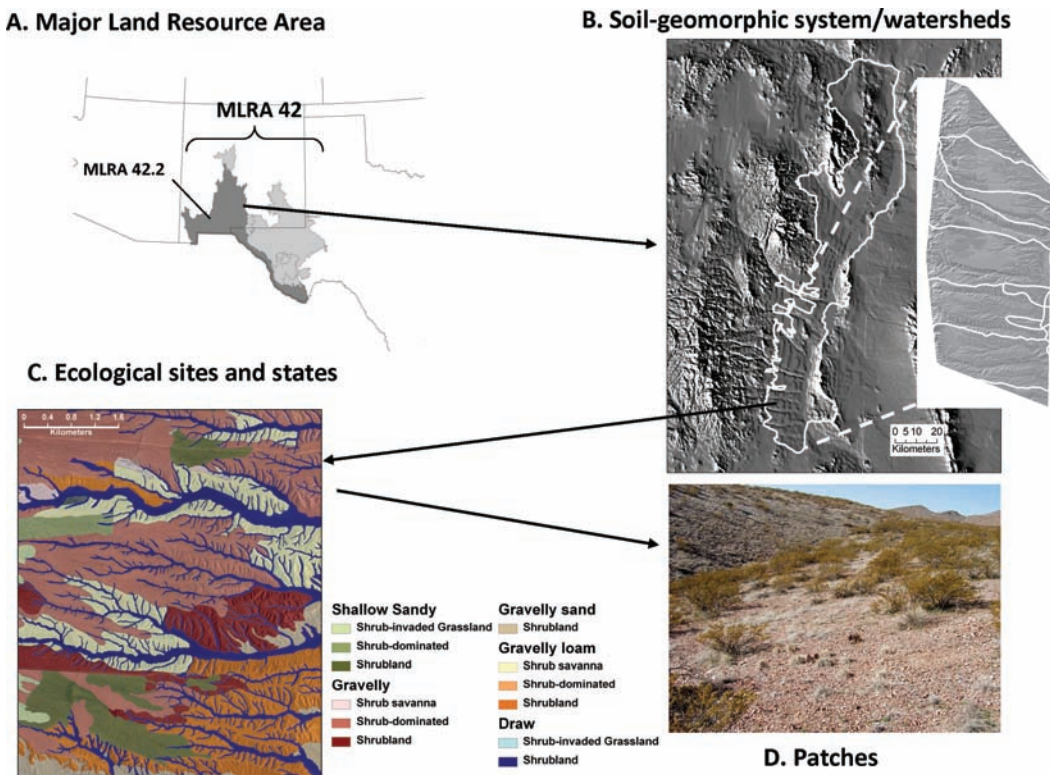 A. Major Land Resource Area
MLRA 42
MLRA 42.2
B. Soil-geomorphic system/watersheds
0 5 10 20
Kilometers
C. Ecological sites and states
0 0.4 0.8 1.6
Kilometers
Shallow Sandy
Shrub-invaded Grassland
Shrub-dominated
Shrubland
Gravelly
Shrub savanna
Shrub-dominated
Shrubland
Gravelly sand
Shrubland
Gravelly loam
Shrub savanna
Shrub-dominated
Shrubland
Draw
Shrub-invaded Grassland
Shrubland
D. Patches